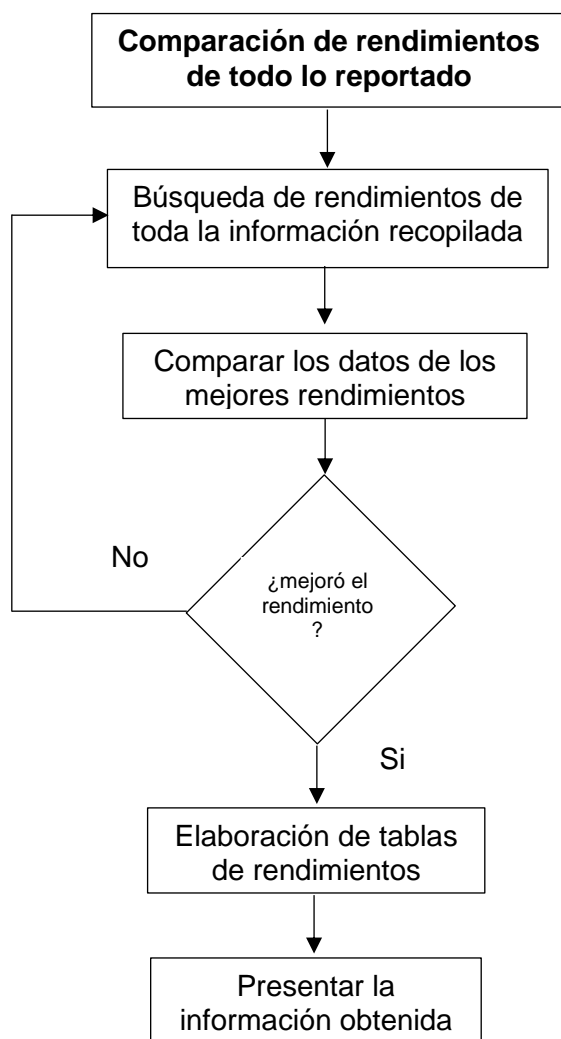 Comparación de rendimientos
de todo lo reportado
Búsqueda de rendimientos de
toda la información recopilada
Comparar los datos de los
mejores rendimientos
No
¿mejoró el
rendimiento
?
Si
Elaboración de tablas
de rendimientos
Presentar la
información obtenida